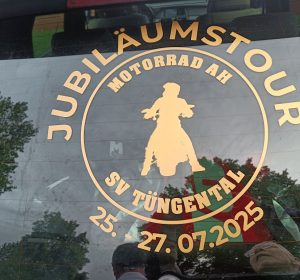 JUBILÄUMSTOUR
MOTORRAD AH
SV TÜNGENTAL
25. - 27. 07.2025